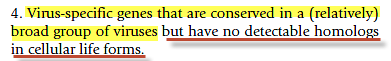 4. Virus-specific genes that are conserved in a (relatively)
broad group of viruses but have no detectable homologs
in cellular life forms.